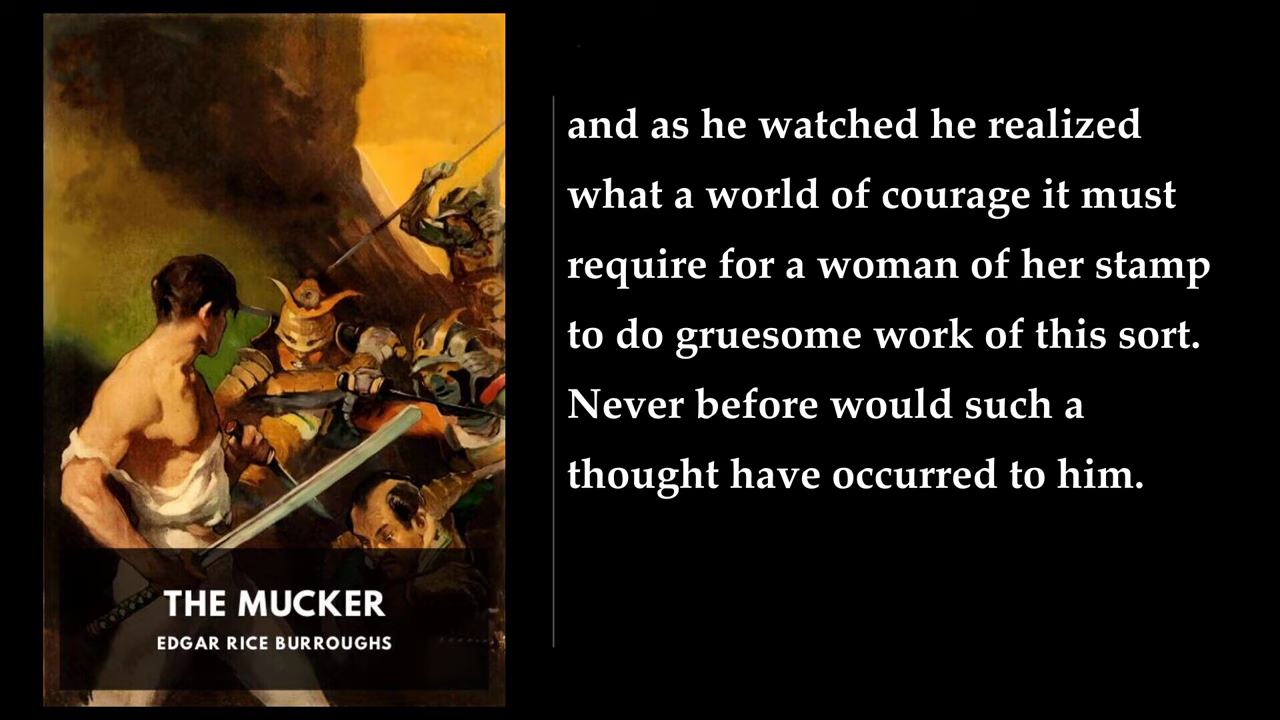 THE MUCKER
EDGAR RICE BURROUGHS
and as he watched he realized
what a world of courage it must
require for a woman of her stamp
to do gruesome work of this sort.
Never before would such a
thought have occurred to him.